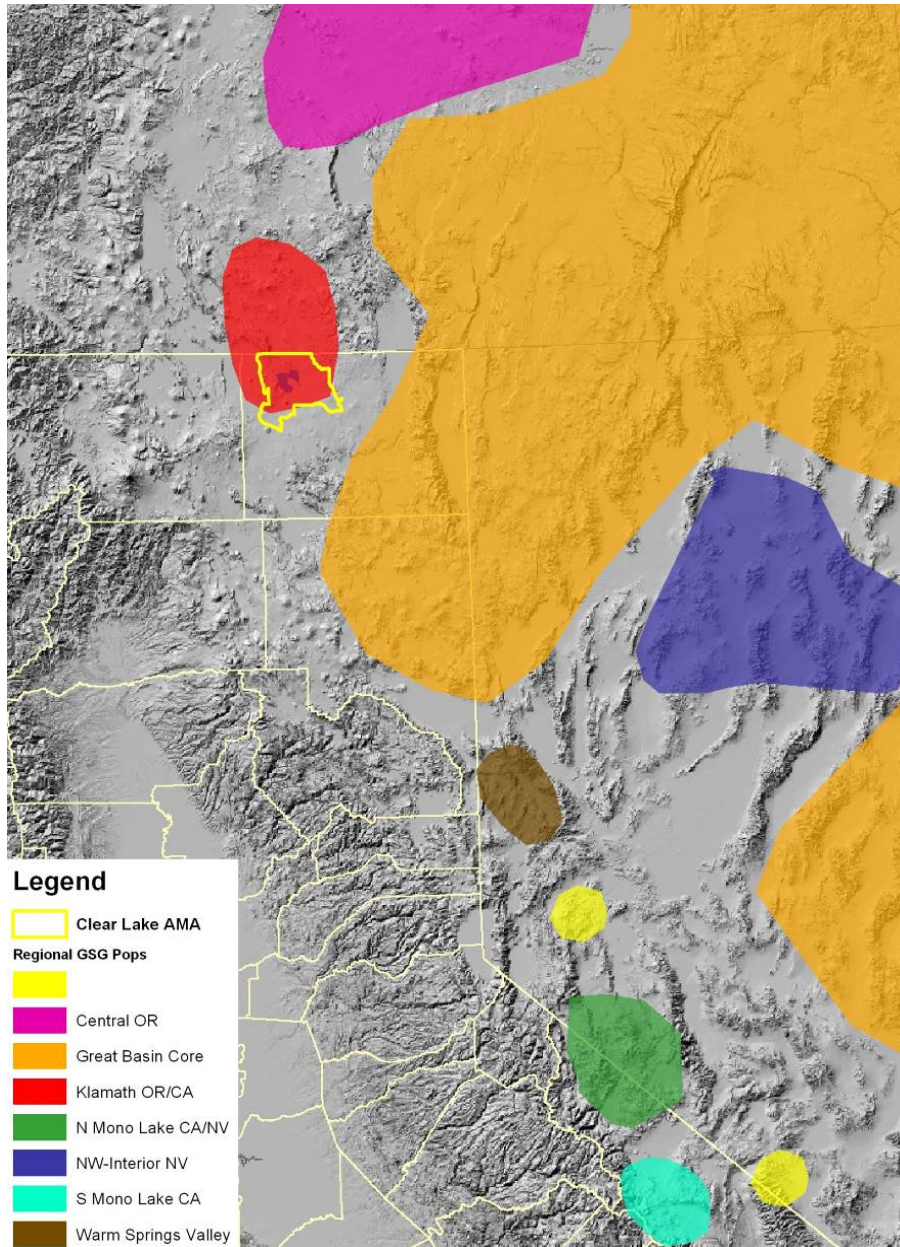 Legend
Clear Lake AMA
Regional GSG Pops
Central OR
Great Basin Core
Klamath OR/CA
N Mono Lake CA/NV
NW-Interior NV
S Mono Lake CA
Warm Springs Valley